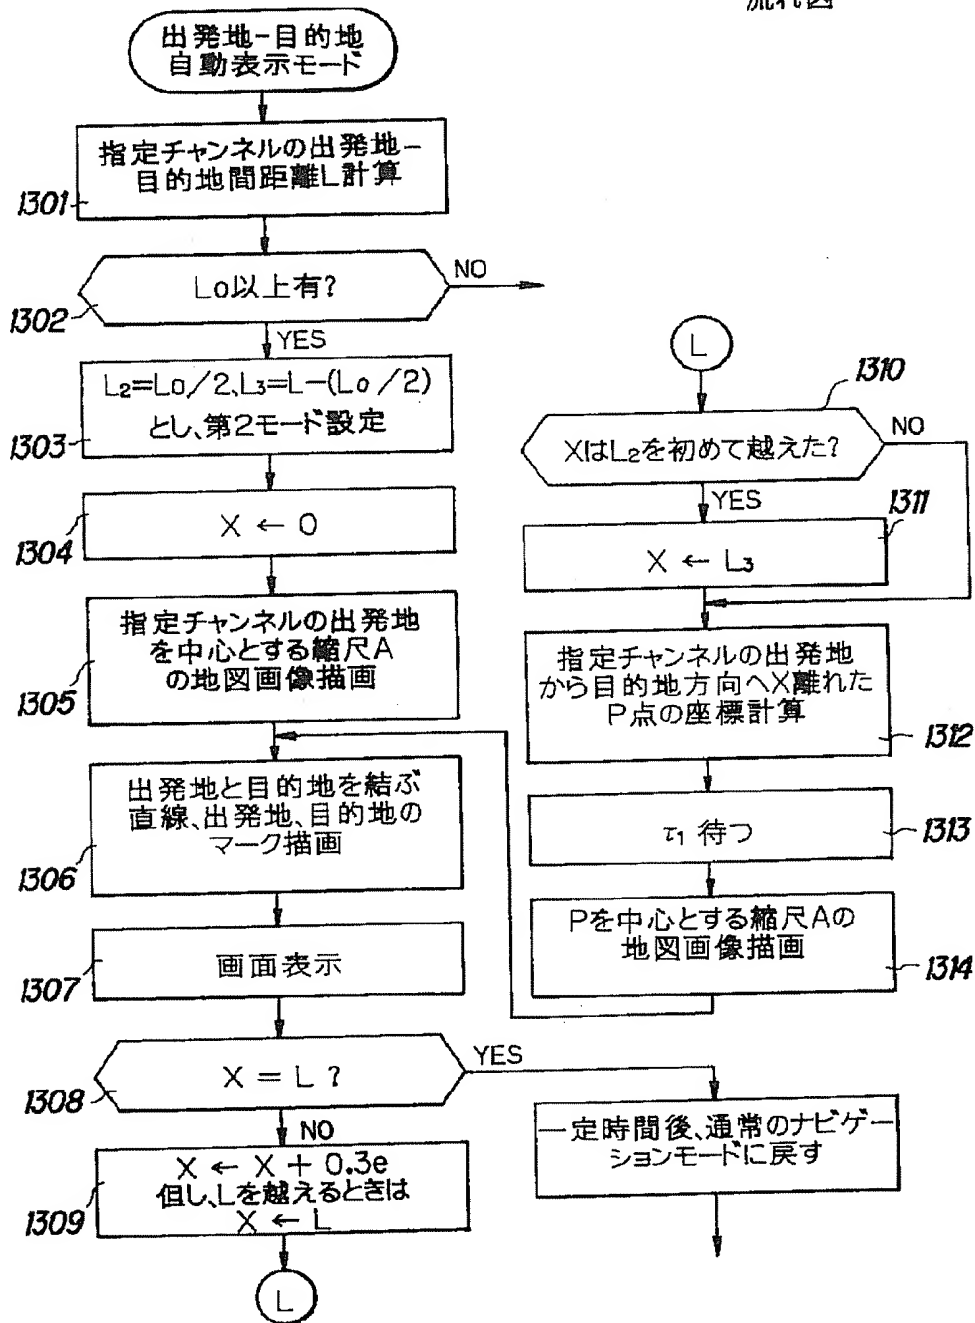 流れ図
出発地-目的地
自動表示モード
指定チャンネルの出発地-
目的地間距離L計算
1301
Lo以上有?
NO
1302
YES
L2=Lo/2、L3=L-(Lo/2)
とし、第2モード設定
1303
X ← 0
1304
指定チャンネルの出発地
を中心とする縮尺A
の地図画像描画
1305
出発地と目的地を結ぶ
直線、出発地、目的地の
マーク描画
1306
画面表示
1307
X = L ?
YES
1308
NO
X ← X + 0.3e
但し、Lを越えるときは
X ← L
1309
L
L
1310
XはL2を初めて越えた?
NO
YES
1311
X ← L3
指定チャンネルの出発地
から目的地方向へX離れた
P点の座標計算
1312
τ1 待つ
1313
Pを中心とする縮尺Aの
地図画像描画
1314
一定時間後、通常のナビゲー
ションモードに戻す